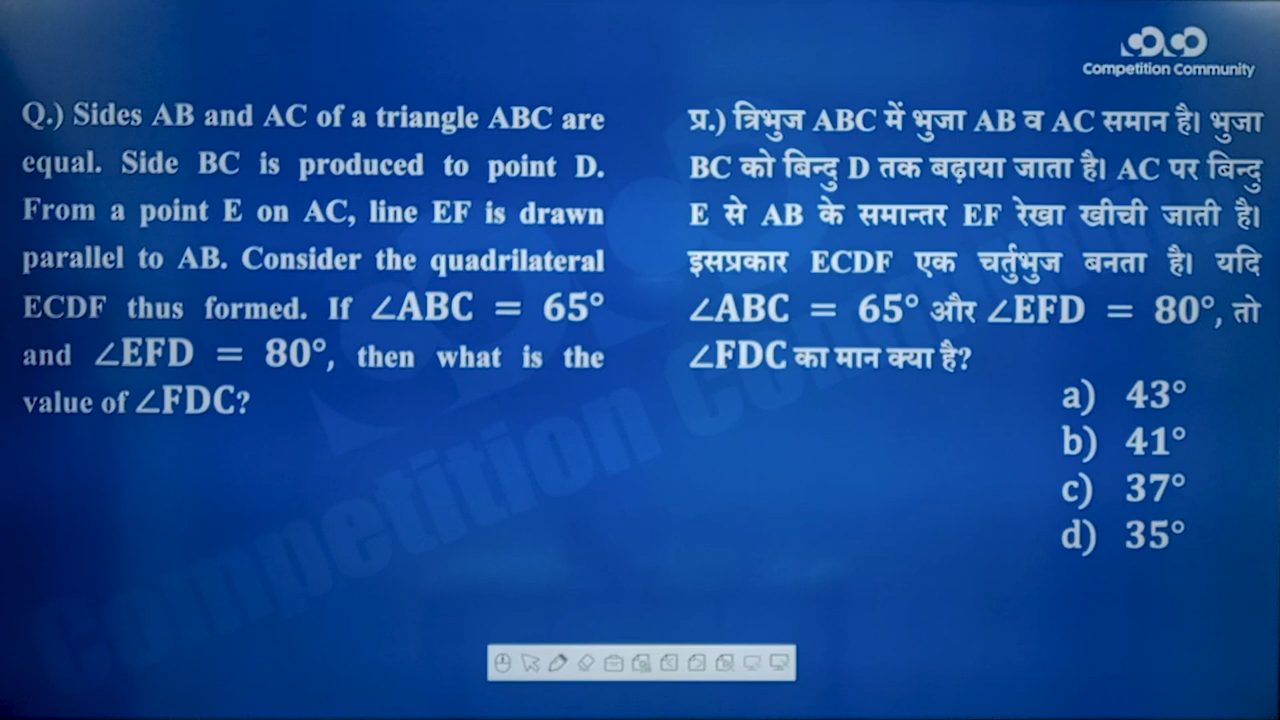 Competition Community
Q.) Sides AB and AC of a triangle ABC are
equal. Side BC is produced to point D.
From a point E on AC, line EF is drawn
parallel to AB. Consider the quadrilateral
ECDF thus formed. If ∠ABC = 65°
and ∠EFD = 80°, then what is the
value of ∠FDC?
प्र.) त्रिभुज ABC में भुजा AB व AC समान है। भुजा
BC को बिन्दु D तक बढ़ाया जाता है। AC पर बिन्दु
E से AB के समान्तर EF रेखा खीची जाती है।
इसप्रकार ECDF एक चर्तुभुज बनता है। यदि
∠ABC = 65° और ∠EFD = 80°, तो
∠FDC का मान क्या है?
a) 43°
b) 41°
c) 37°
d) 35°
Competition Community